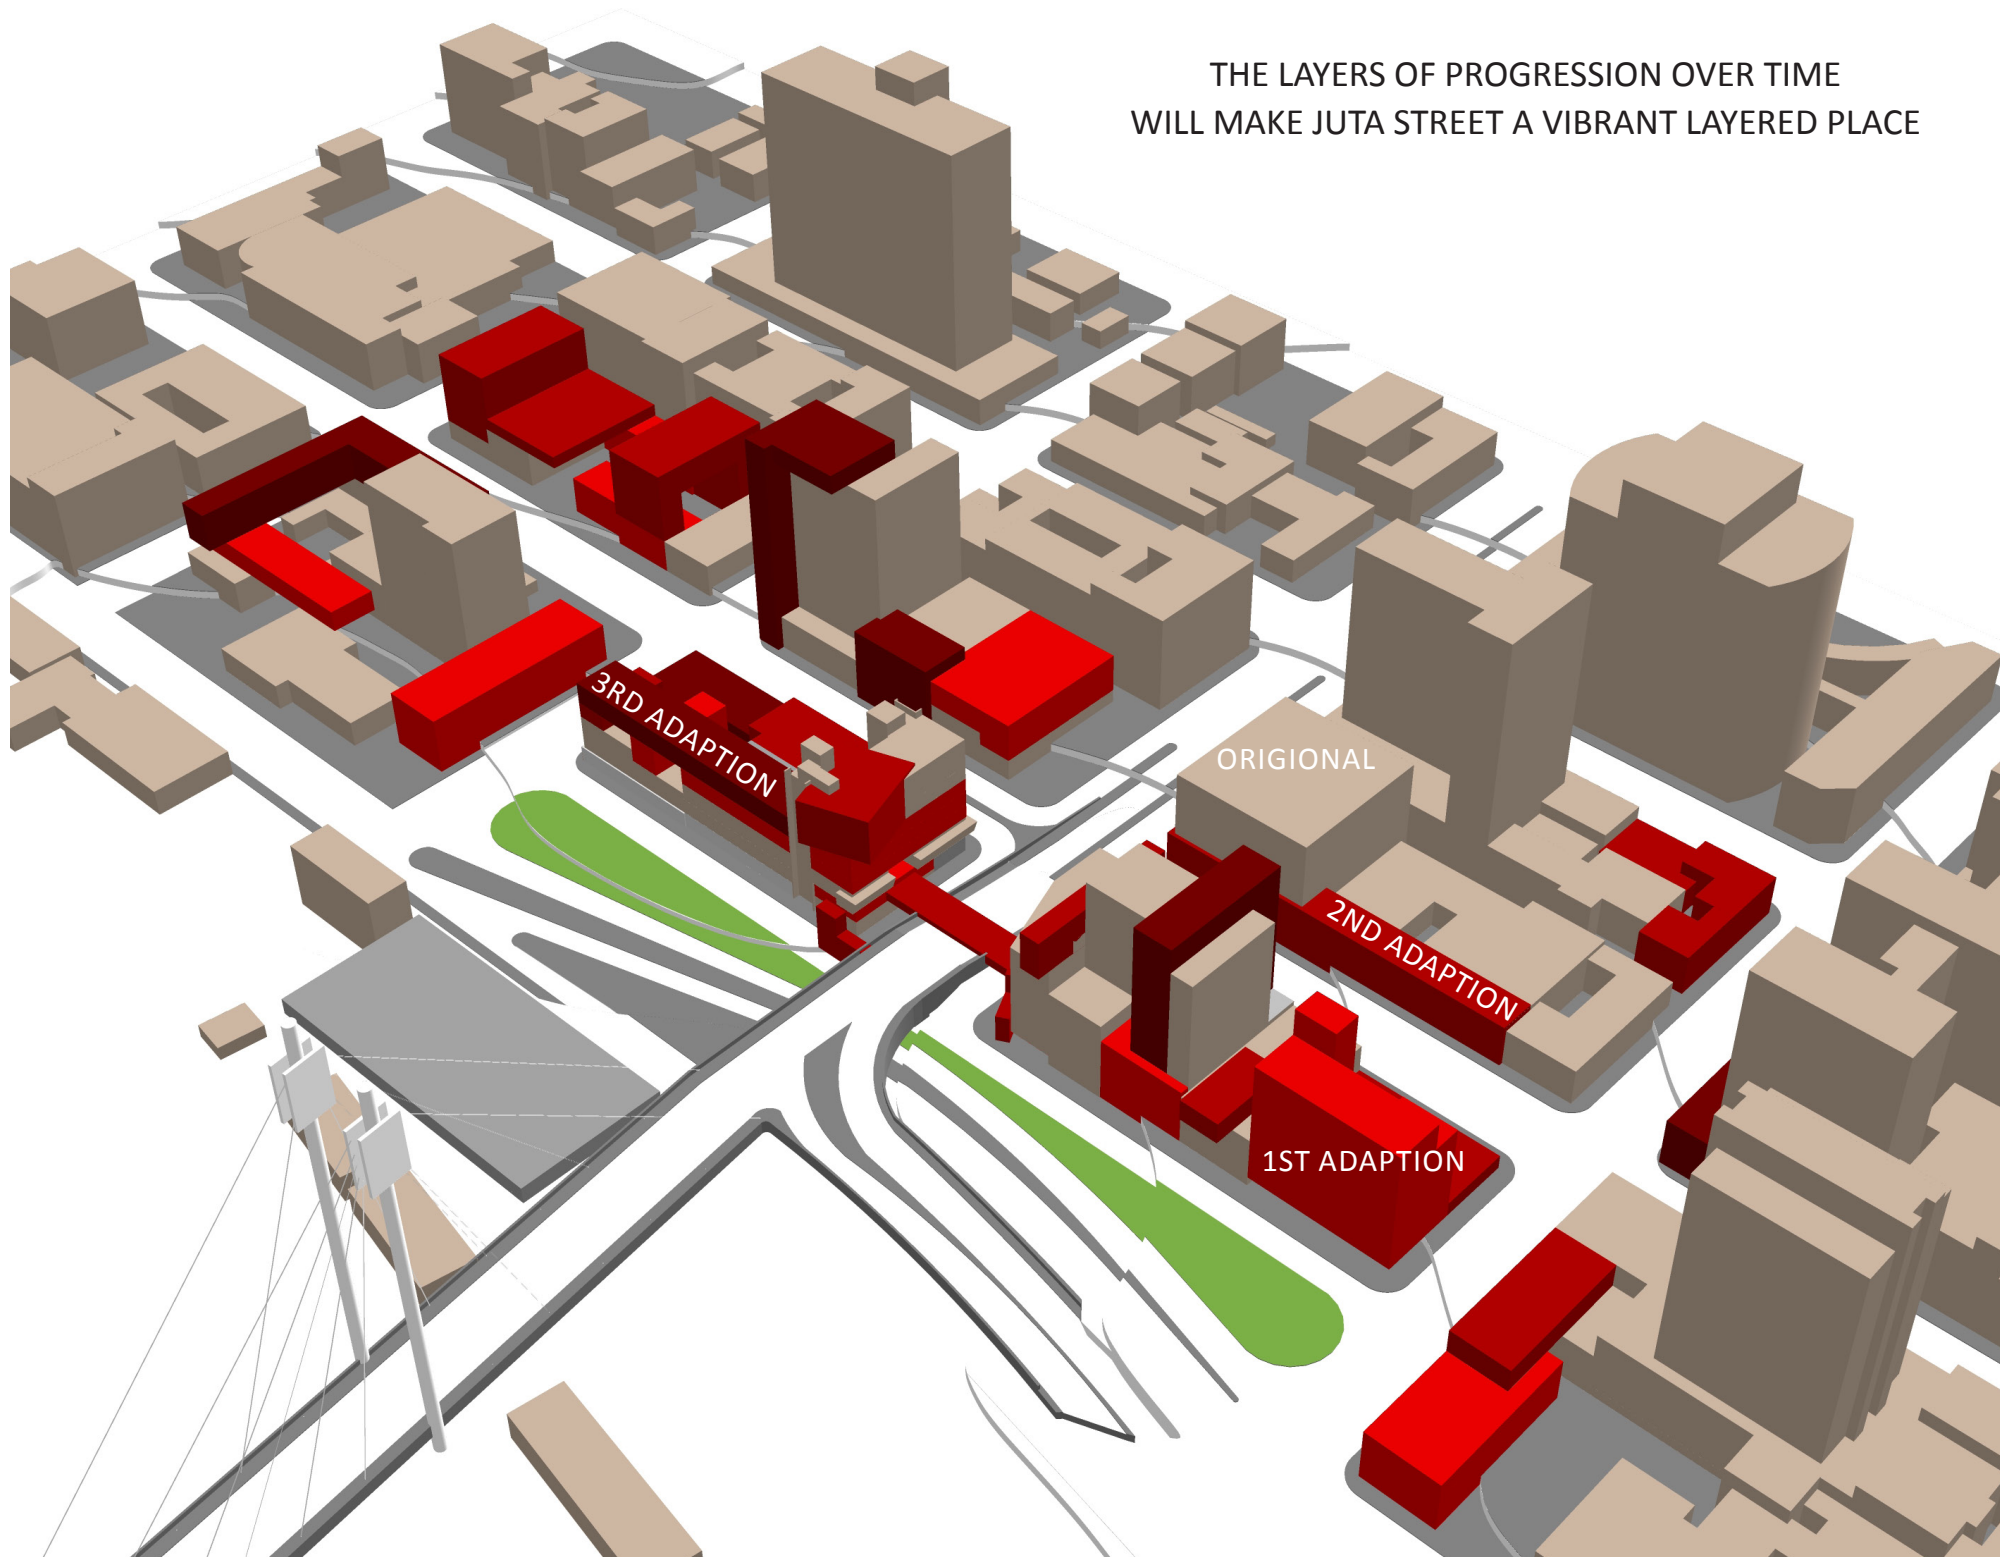 THE LAYERS OF PROGRESSION OVER TIME
WILL MAKE JUTA STREET A VIBRANT LAYERED PLACE
3RD ADAPTION
ORIGIONAL
2ND ADAPTION
1ST ADAPTION